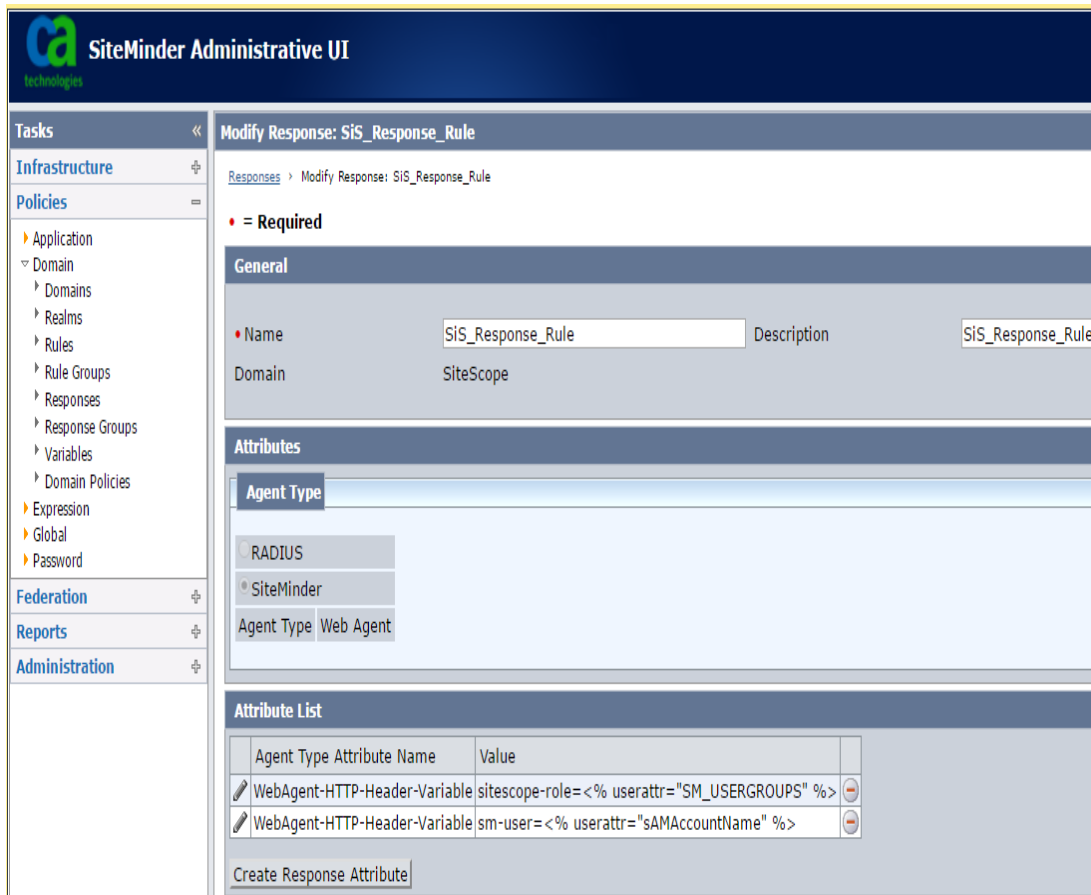 ca
technologies
SiteMinder Administrative UI
Tasks «
Infrastructure
Policies
Application
Domain
Domains
Realms
Rules
Rule Groups
Responses
Response Groups
Variables
Domain Policies
Expression
Global
Password
Federation
Reports
Administration
Modify Response: SiS_Response_Rule
Responses › Modify Response: SiS_Response_Rule
• = Required
General
• Name SiS_Response_Rule Description SiS_Response_Rule
Domain SiteScope
Attributes
Agent Type
RADIUS
SiteMinder
Agent Type Web Agent
Attribute List
Agent Type Attribute Name Value
WebAgent-HTTP-Header-Variable sitescope-role=<% userattr="SM_USERGROUPS" %>
WebAgent-HTTP-Header-Variable sm-user=<% userattr="sAMAccountName" %>
Create Response Attribute